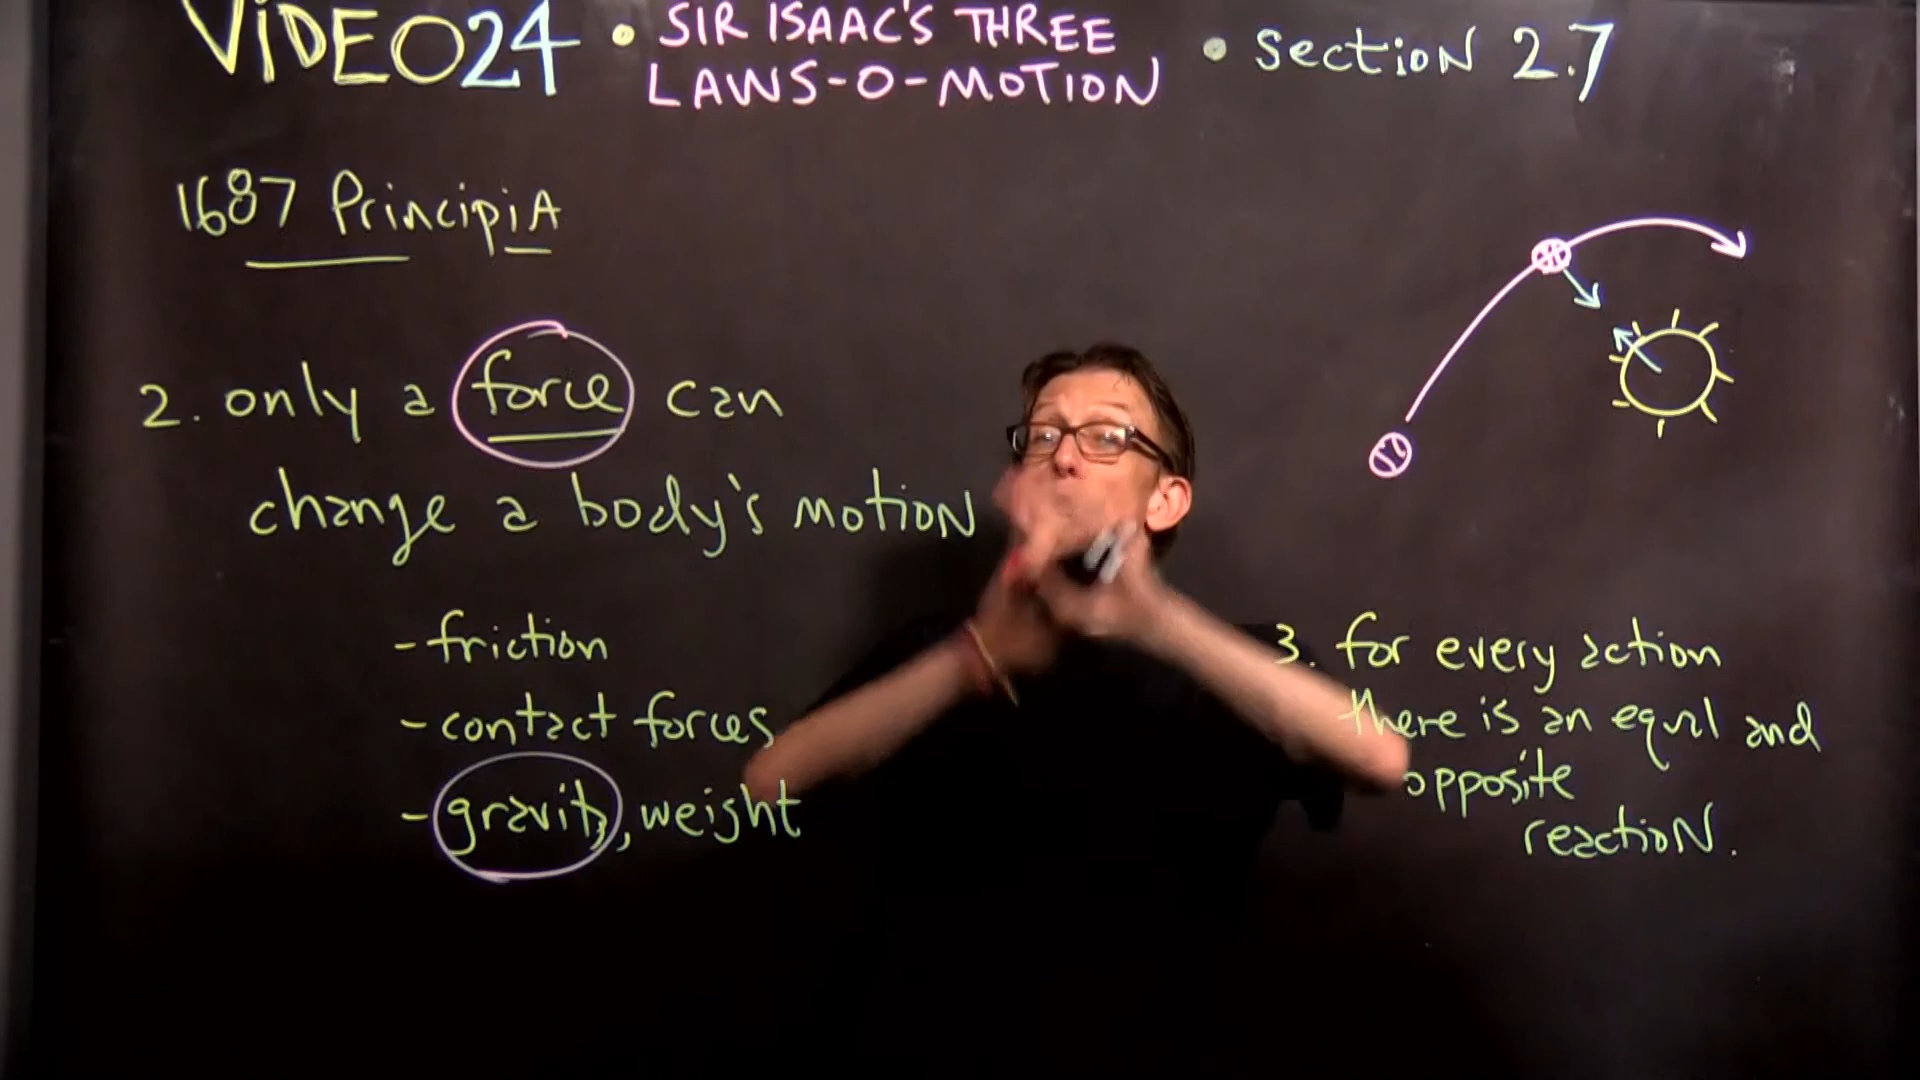 VIDEO24 • SIR ISAAC'S THREE LAWS-O-MOTION • SECTION 2.7
1687 PrincipiA
2. only a force can
change a body's motion
- friction
- contact forces
- gravity, weight
3. for every action
there is an equal and
opposite
reaction.